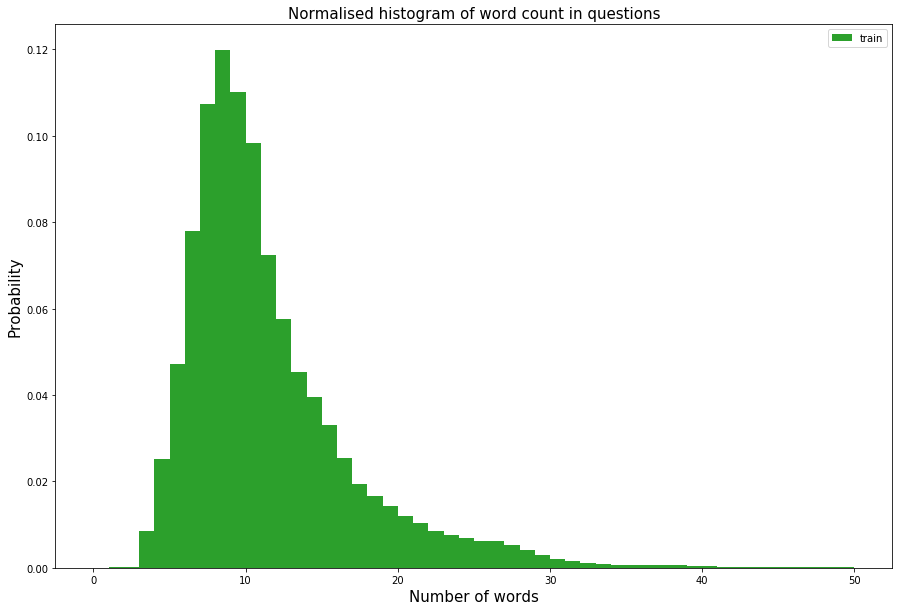 Normalised histogram of word count in questions
train
Probability
0.12
0.10
0.08
0.06
0.04
0.02
0.00
0 10 20 30 40 50
Number of words